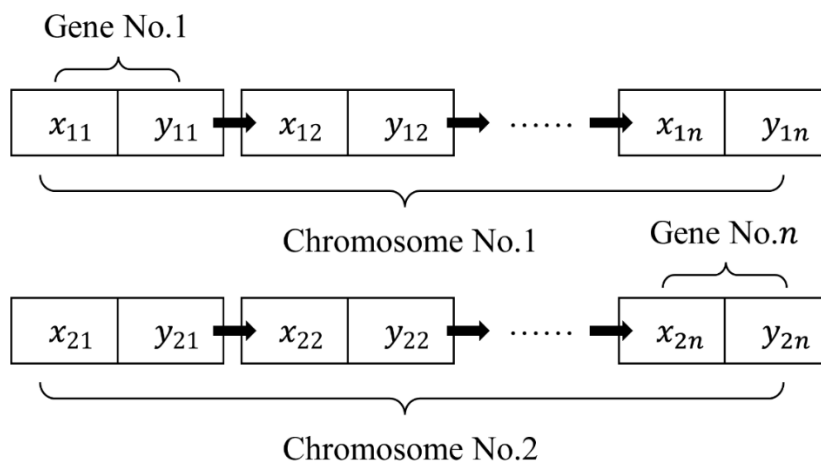 Gene No.1
x₁₁ y₁₁ x₁₂ y₁₂ ...... x₁ₙ y₁ₙ
Chromosome No.1
Gene No.n
x₂₁ y₂₁ x₂₂ y₂₂ ...... x₂ₙ y₂ₙ
Chromosome No.2